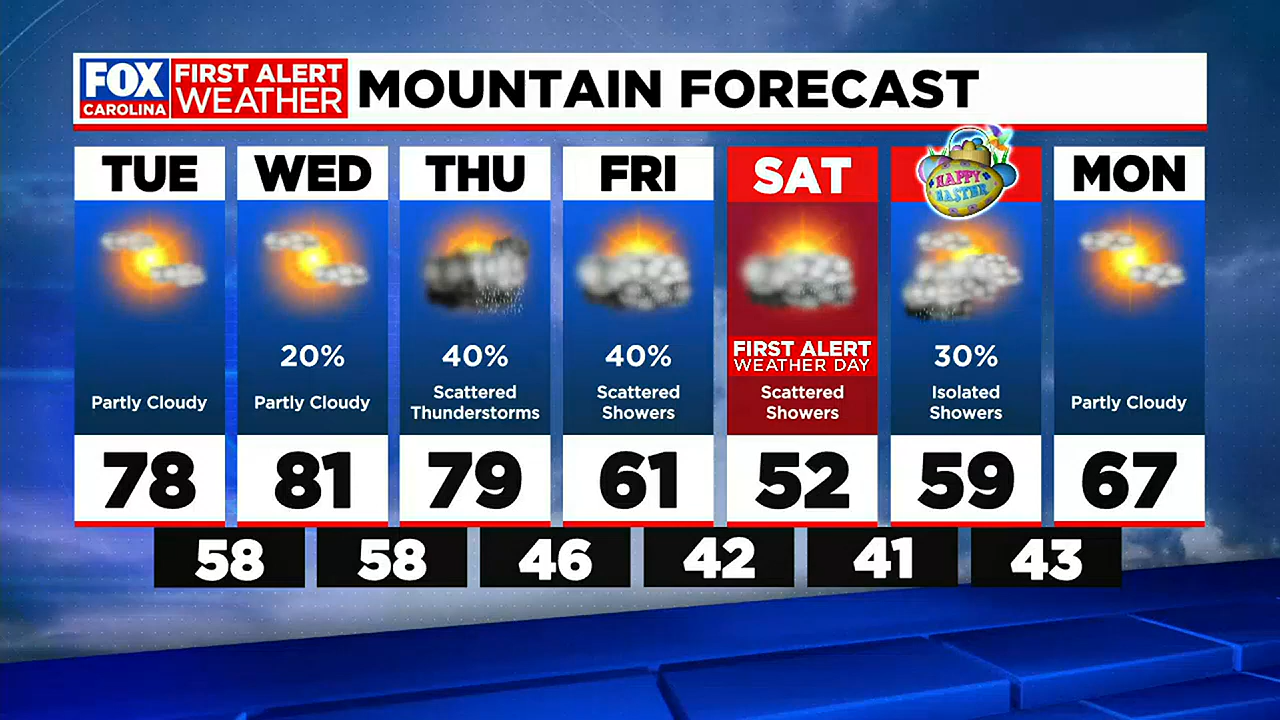 FOX
CAROLINA
FIRST ALERT
WEATHER
MOUNTAIN FORECAST
TUE
WED
THU
FRI
SAT
HAPPY
EASTER
MON
20%
40%
40%
FIRST ALERT
WEATHER DAY
30%
Partly Cloudy
Partly Cloudy
Scattered
Thunderstorms
Scattered
Showers
Scattered
Showers
Isolated
Showers
Partly Cloudy
78
81
79
61
52
59
67
58
58
46
42
41
43